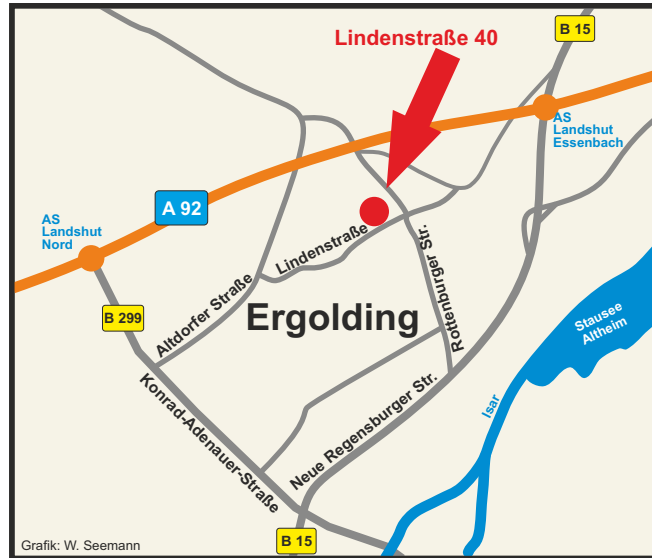 B 15
Lindenstraße 40
AS
Landshut
Essenbach
A 92
AS
Landshut
Nord
Lindenstraße
Rottenburger Str.
Altdorfer Straße
B 299
Ergolding
Stausee
Altheim
Isar
Konrad-Adenauer-Straße
Neue Regensburger Str.
B 15
Grafik: W. Seemann